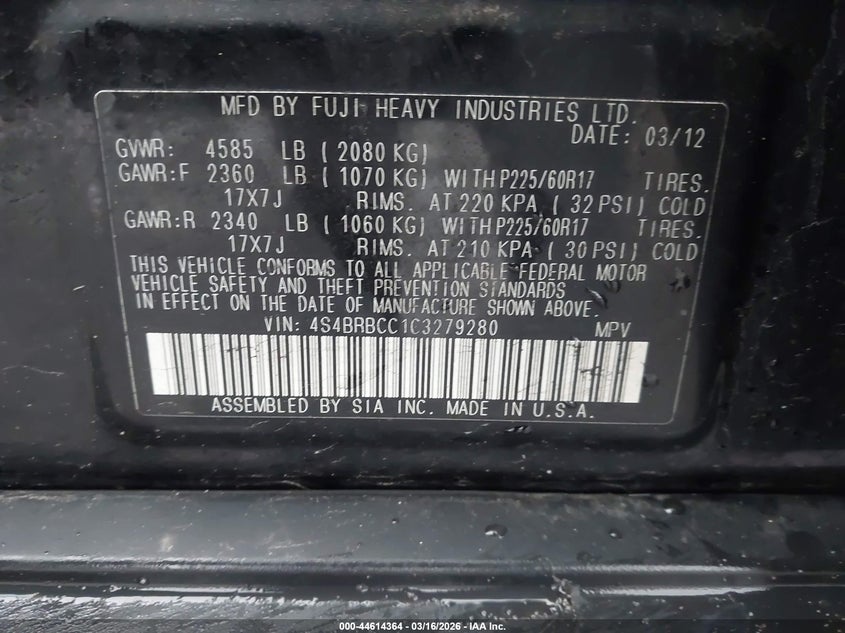 MFD BY FUJI HEAVY INDUSTRIES LTD.
DATE: 03/12
GVWR: 4585 LB ( 2080 KG)
GAWR:F 2360 LB ( 1070 KG) WITH P225/60R17 TIRES.
17X7J RIMS. AT 220 KPA ( 32 PSI) COLD
GAWR:R 2340 LB ( 1060 KG) WITH P225/60R17 TIRES.
17X7J RIMS. AT 210 KPA ( 30 PSI) COLD
THIS VEHICLE CONFORMS TO ALL APPLICABLE FEDERAL MOTOR
VEHICLE SAFETY AND THEFT PREVENTION STANDARDS
IN EFFECT ON THE DATE OF MANUFACTURE SHOWN ABOVE.
VIN: 4S4BRBCC1C3279280 MPV
ASSEMBLED BY SIA INC. MADE IN U.S.A.
000-44614364 - 03/16/2026 - IAA Inc.